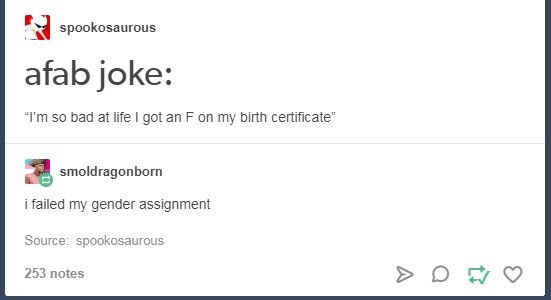 spookosaurous
afab joke:
“I’m so bad at life I got an F on my birth certificate”
smoldragonborn
i failed my gender assignment
Source: spookosaurous
253 notes